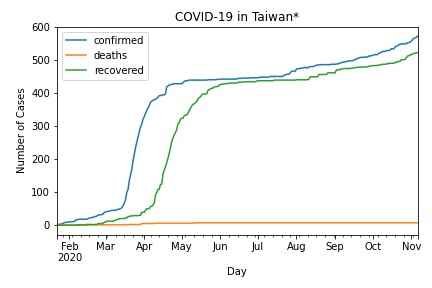 COVID-19 in Taiwan*
600
500
400
300
200
100
0
Number of Cases
confirmed
deaths
recovered
Feb Mar Apr May Jun Jul Aug Sep Oct Nov
2020
Day